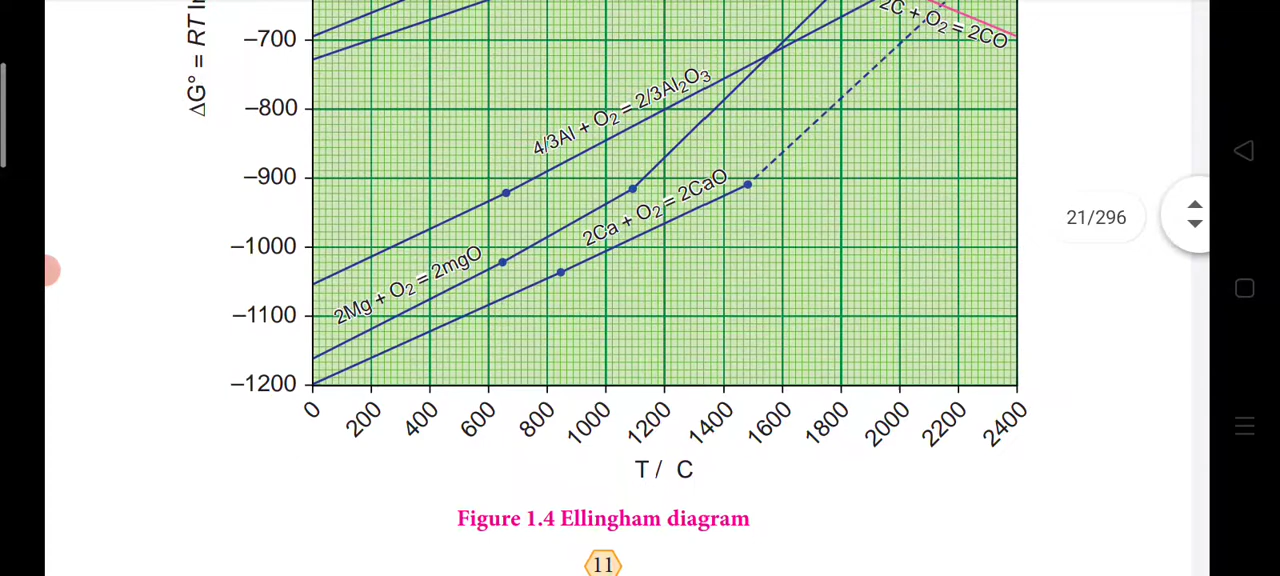 ΔG° = RT
–700
–800
–900
–1000
–1100
–1200
2C + O₂ = 2CO
4/3Al + O₂ = 2/3Al₂O₃
2Ca + O₂ = 2CaO
2Mg + O₂ = 2mgO
0 200 400 600 800 1000 1200 1400 1600 1800 2000 2200 2400
T / C
Figure 1.4 Ellingham diagram
11
21/296